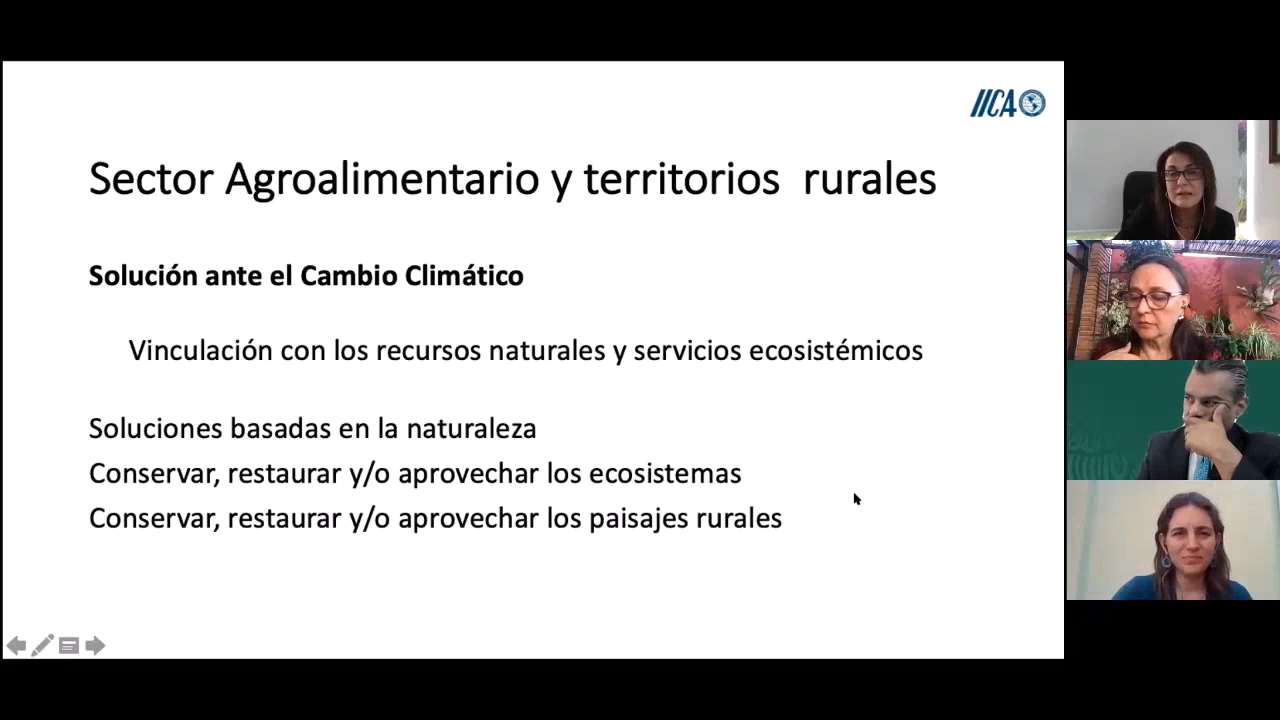 IICA
Sector Agroalimentario y territorios rurales
Solución ante el Cambio Climático
Vinculación con los recursos naturales y servicios ecosistémicos
Soluciones basadas en la naturaleza
Conservar, restaurar y/o aprovechar los ecosistemas
Conservar, restaurar y/o aprovechar los paisajes rurales